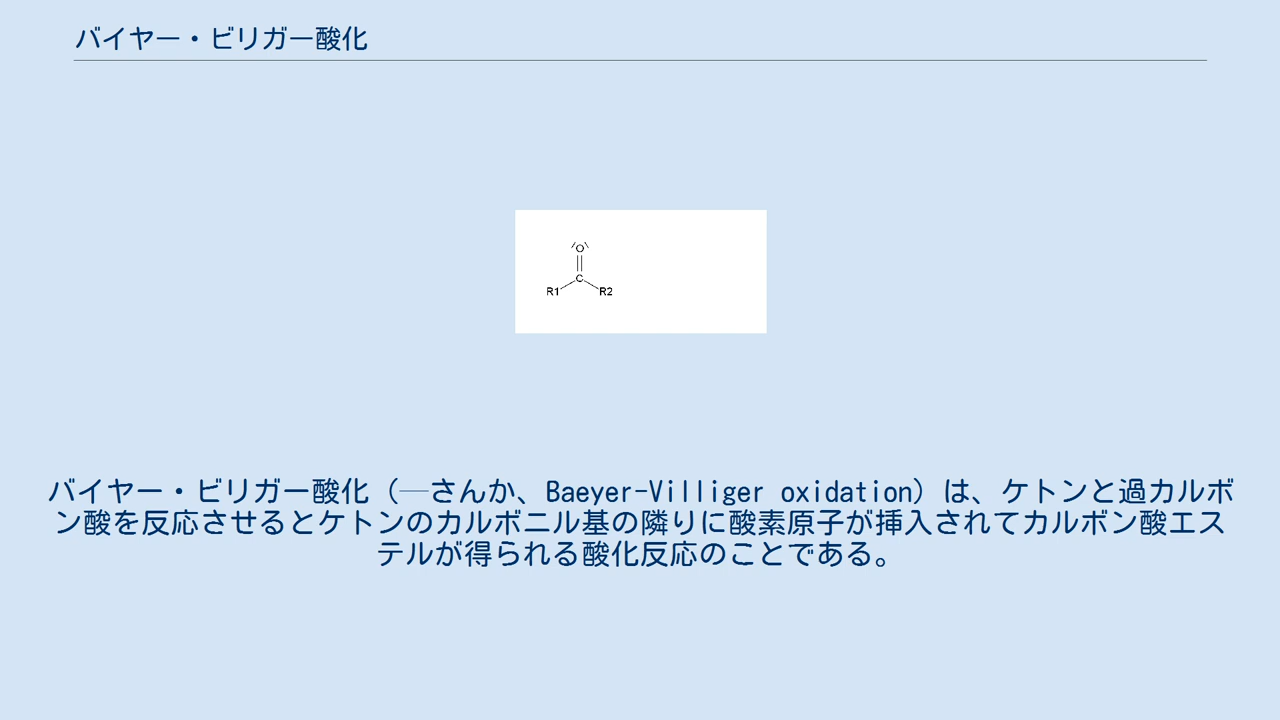 バイヤー・ビリガー酸化
O
C
R1 R2
バイヤー・ビリガー酸化（―さんか、Baeyer-Villiger oxidation）は、ケトンと過カルボ
ン酸を反応させるとケトンのカルボニル基の隣りに酸素原子が挿入されてカルボン酸エス
テルが得られる酸化反応のことである。